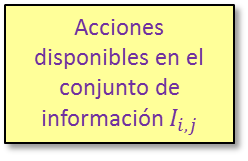 Acciones
disponibles en el
conjunto de
información $I_{i,j}$